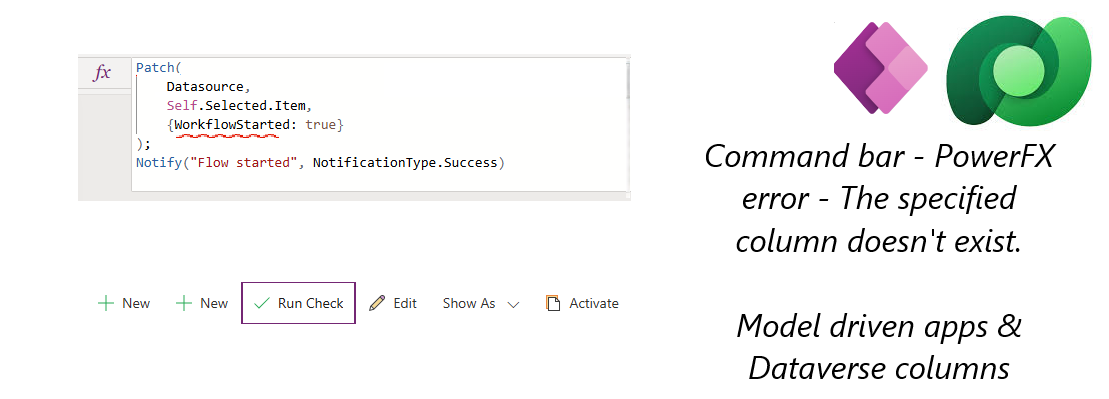 fx
Patch(
    Datasource,
    Self.Selected.Item,
    {WorkflowStarted: true}
);
Notify("Flow started", NotificationType.Success)
New New Run Check Edit Show As Activate
Command bar - PowerFX
error - The specified
column doesn't exist.
Model driven apps &
Dataverse columns